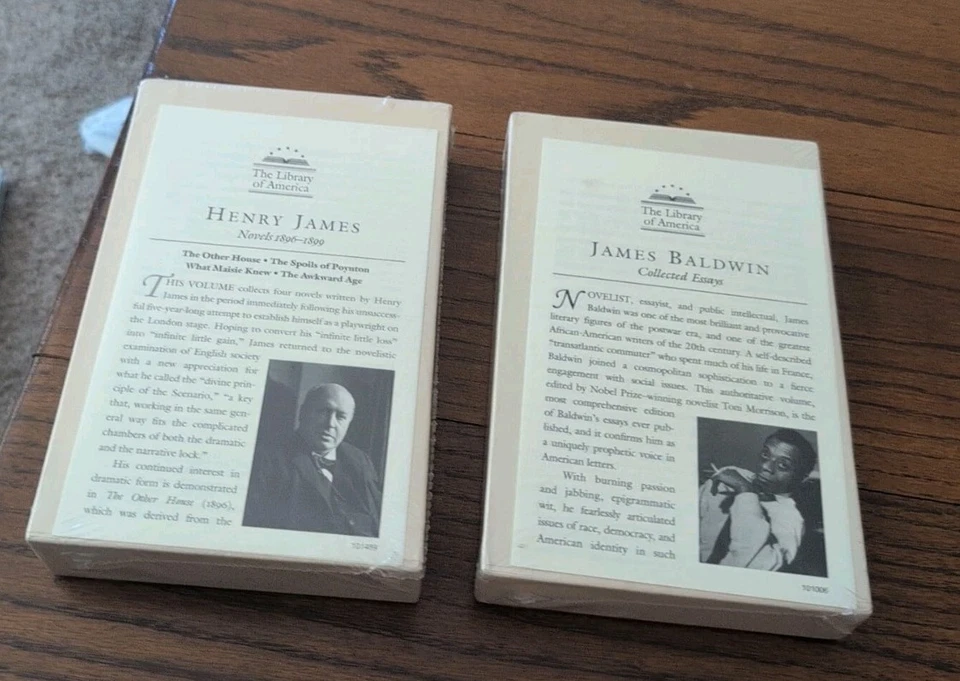 The Library
of America
HENRY JAMES
Novels 1896–1899
The Other House • The Spoils of Poynton
What Maisie Knew • The Awkward Age
THIS VOLUME collects four novels written by Henry
James in the period immediately following his unsuccess-
ful five-year-long attempt to establish himself as a playwright on
the London stage. Hoping to convert his "infinite little loss"
into "infinite little gain," James returned to the novelistic
examination of English society
with a new appreciation for
what he called the "divine prin-
ciple of the Scenario," "a key
that, working in the same gen-
eral way fits the complicated
chambers of both the dramatic
and the narrative lock."
His continued interest in
dramatic form is demonstrated
in The Other House (1896),
which was derived from the
The Library
of America
JAMES BALDWIN
Collected Essays
NOVELIST, essayist, and public intellectual, James
Baldwin was one of the most brilliant and provocative
literary figures of the postwar era, and one of the greatest
African-American writers of the 20th century. A self-described
"transatlantic commuter" who spent much of his life in France,
Baldwin joined a cosmopolitan sophistication to a fierce
engagement with social issues. This authoritative volume,
edited by Nobel Prize–winning novelist Toni Morrison, is the
most comprehensive edition
of Baldwin's essays ever pub-
lished, and it confirms him as
a uniquely prophetic voice in
American letters.
With burning passion
and jabbing, epigrammatic
wit, he fearlessly articulated
issues of race, democracy, and
American identity in such